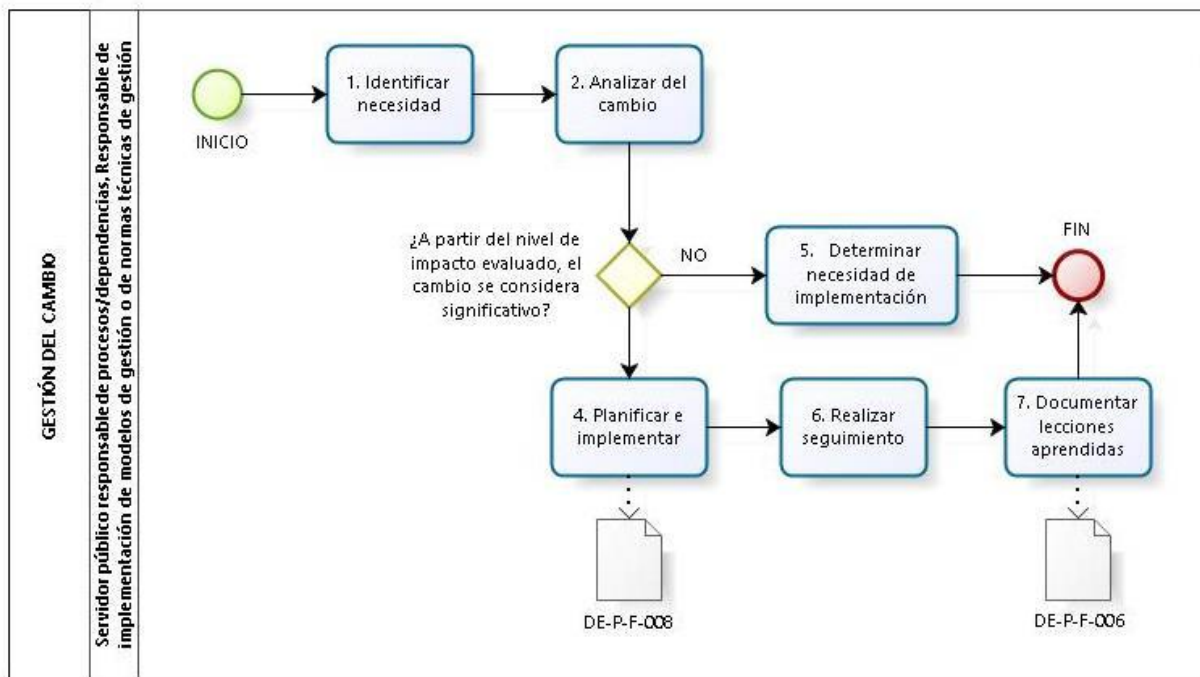 GESTIÓN DEL CAMBIO
Servidor público responsable de procesos/dependencias, Responsable de
implementación de modelos de gestión o de normas técnicas de gestión
INICIO
1. Identificar
necesidad
2. Analizar del
cambio
¿A partir del nivel de
impacto evaluado, el
cambio se considera
significativo?
NO
5. Determinar
necesidad de
implementación
FIN
4. Planificar e
implementar
6. Realizar
seguimiento
7. Documentar
lecciones
aprendidas
DE-P-F-008
DE-P-F-006